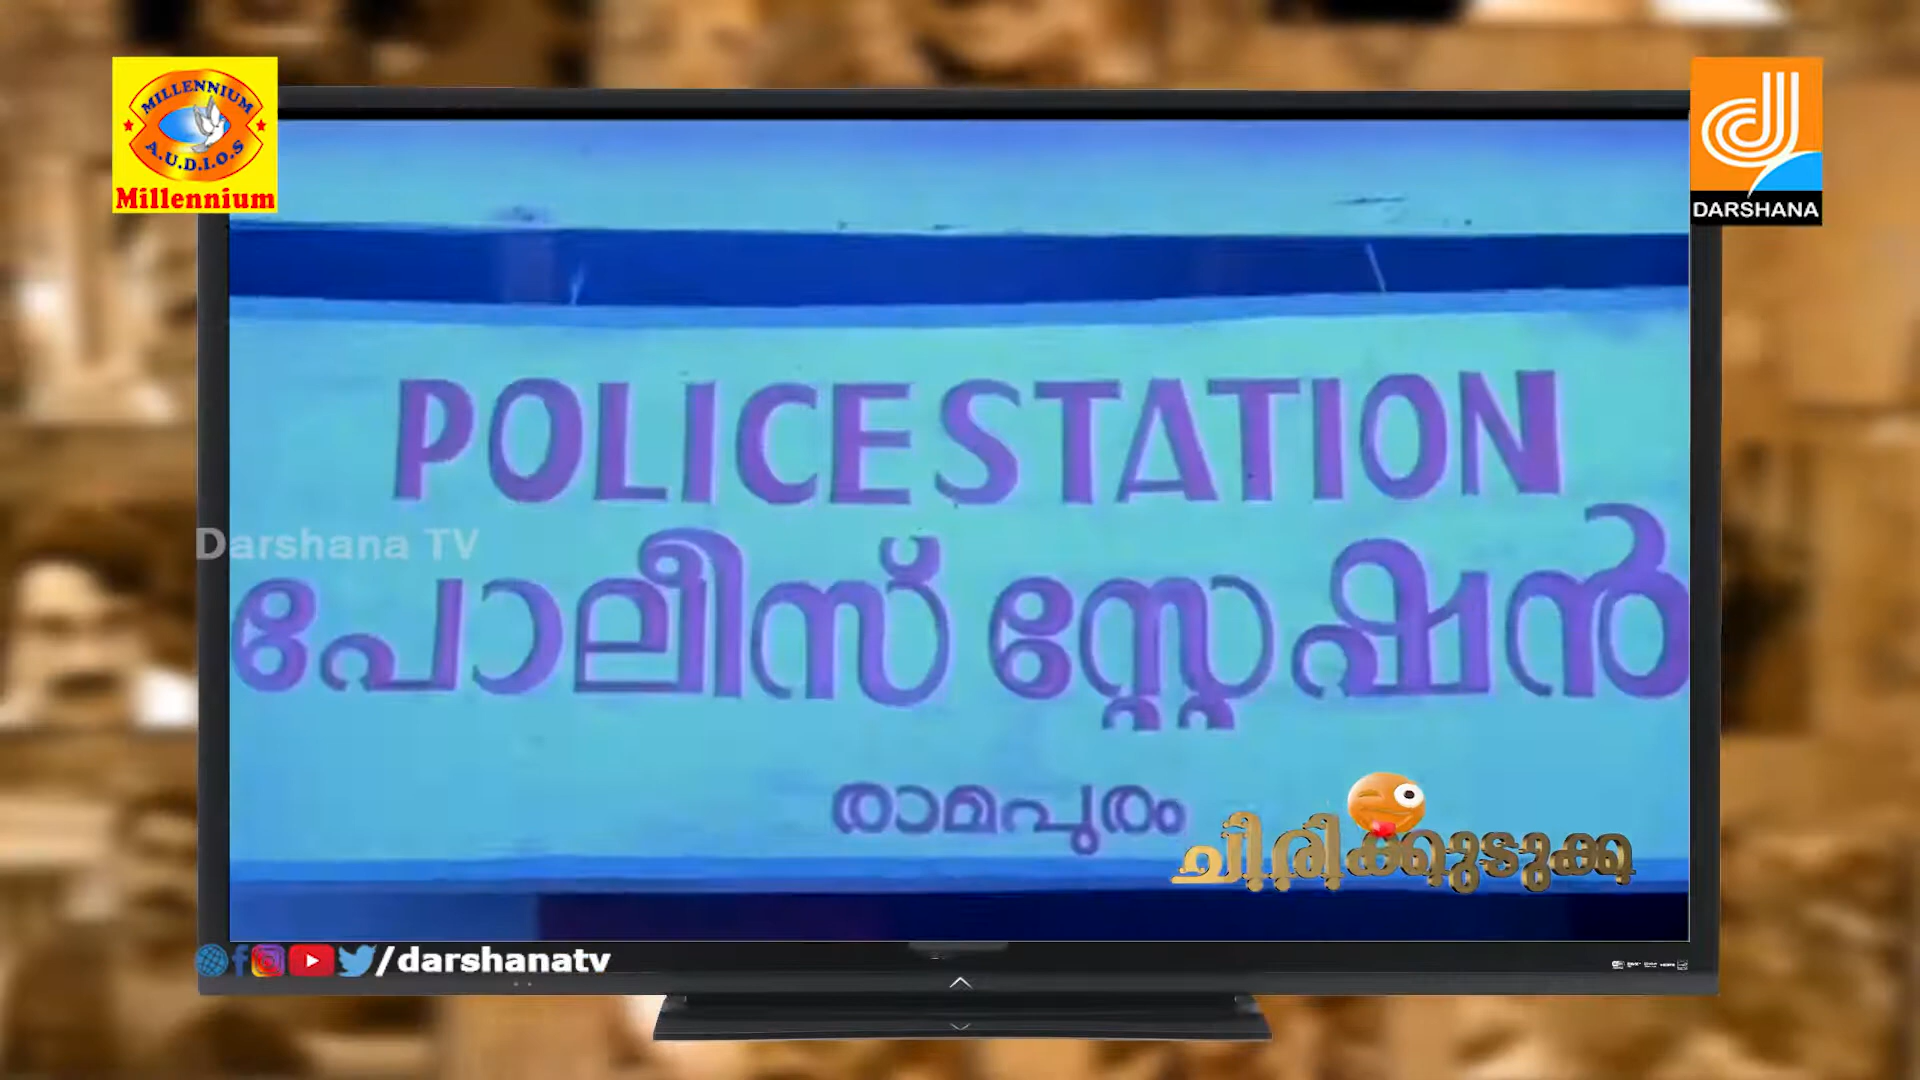 MILLENNIUM
A.U.D.I.O.S
Millennium
DARSHANA
POLICE STATION
Darshana TV
പോലീസ് സ്റ്റേഷൻ
രാമപുരം
ചിരിക്കുടുക്ക
/darshanatv